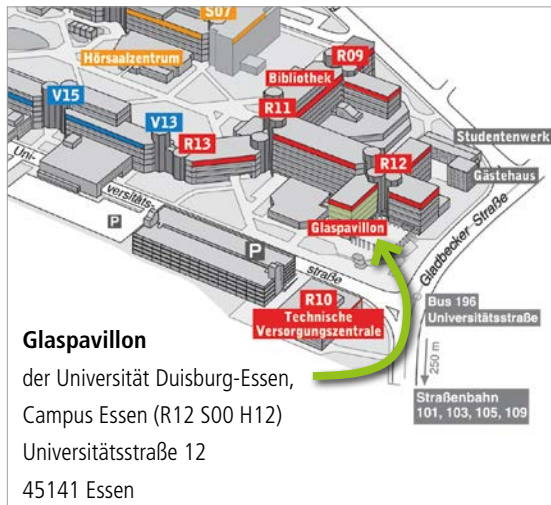 S07
Hörsaalzentrum
R09
Bibliothek
R11
V15
V13
R13
Studentenwerk
R12
Gästehaus
Uni-
versitäts-
straße
P
P
Glaspavillon
Gladbecker Straße
R10
Technische
Versorgungszentrale
Bus 196
Universitätsstraße
250 m
Straßenbahn
101, 103, 105, 109
Glaspavillon
der Universität Duisburg-Essen,
Campus Essen (R12 S00 H12)
Universitätsstraße 12
45141 Essen